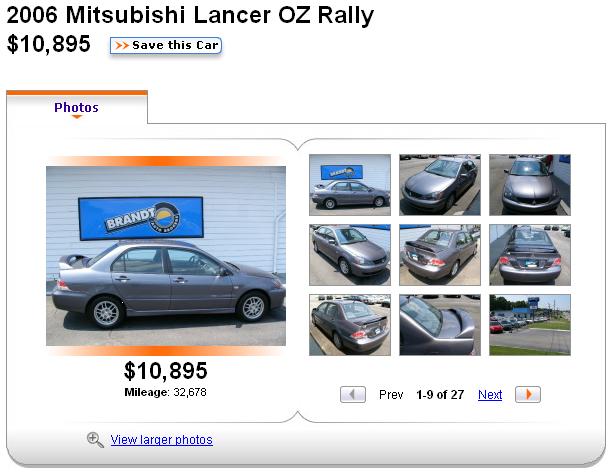 2006 Mitsubishi Lancer OZ Rally
$10,895
>> Save this Car
Photos
BRANDT
$10,895
Mileage: 32,678
Prev 1-9 of 27 Next
View larger photos